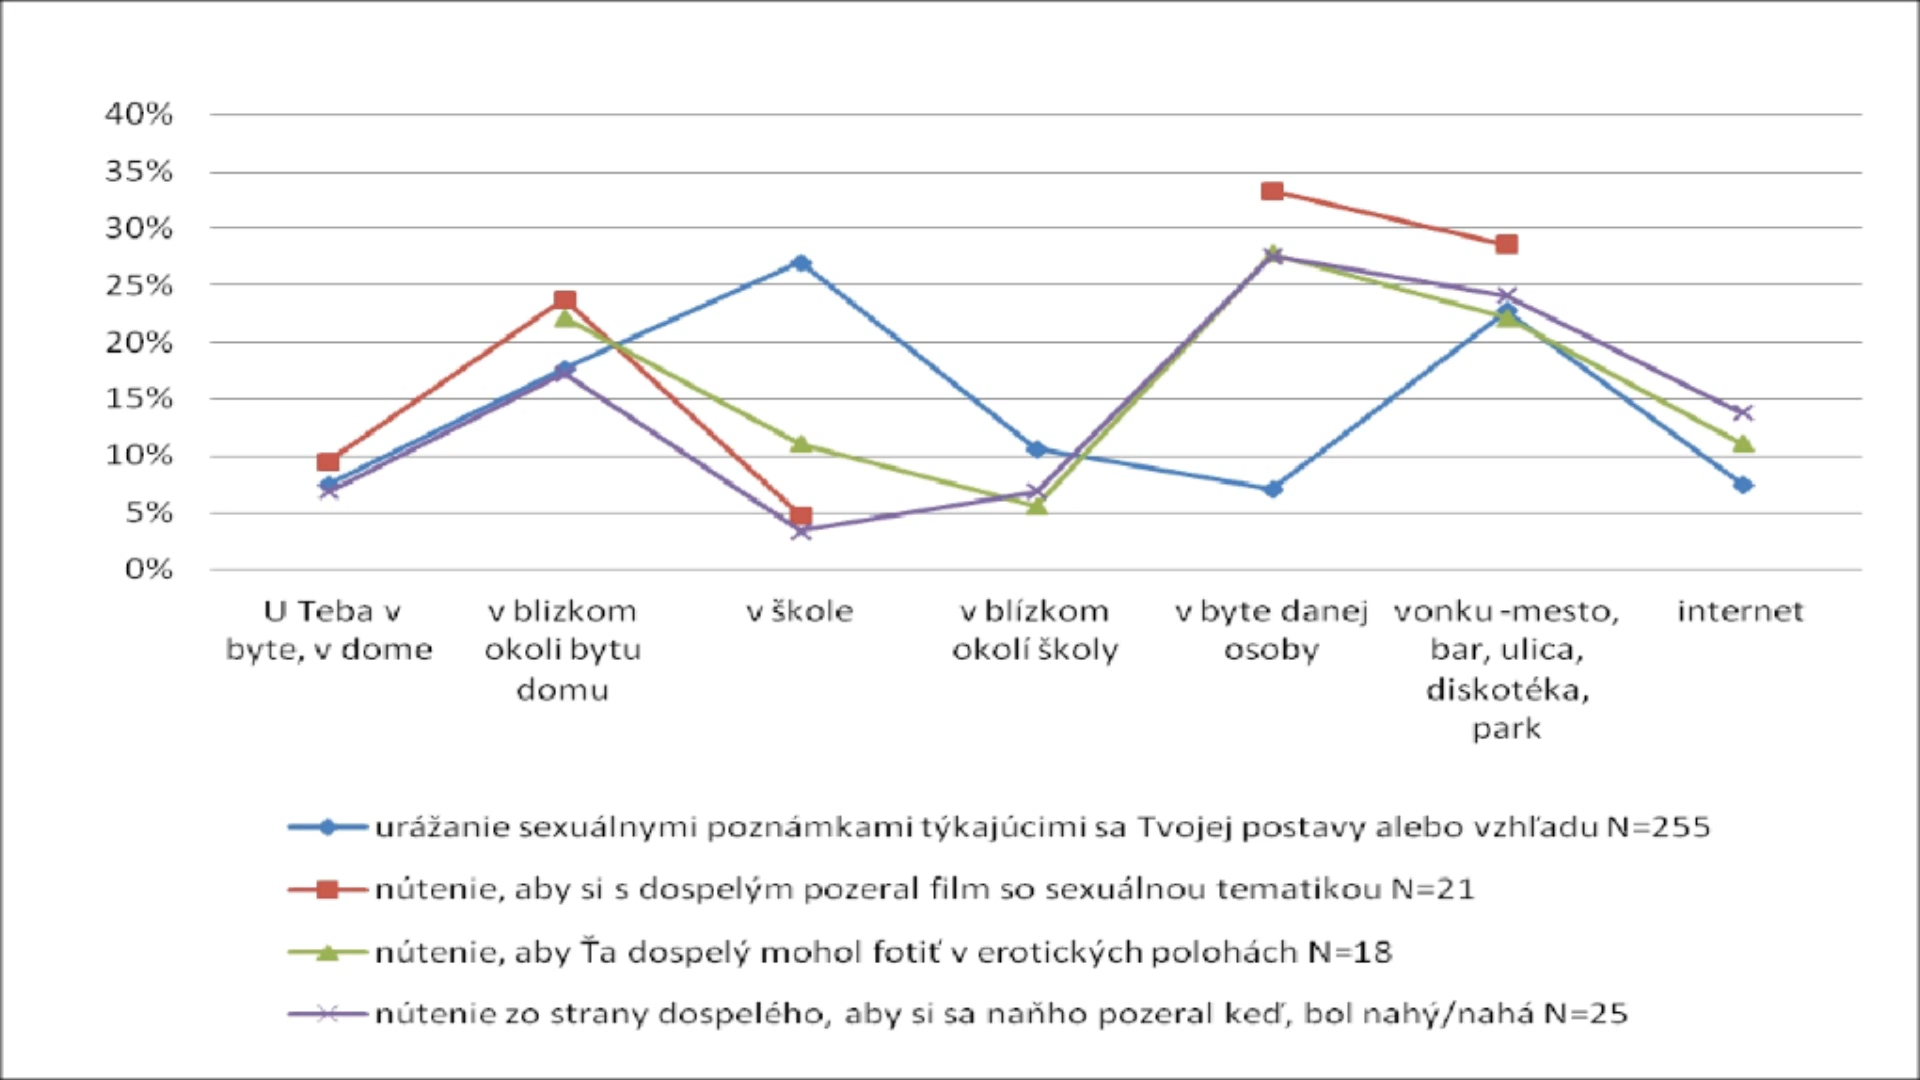 40%
35%
30%
25%
20%
15%
10%
5%
0%
U Teba v
byte, v dome
v blizkom
okoli bytu
domu
v škole
v blízkom
okolí školy
v byte danej
osoby
vonku -mesto,
bar, ulica,
diskotéka,
park
internet
urážanie sexuálnymi poznámkami týkajúcimi sa Tvojej postavy alebo vzhľadu N=255
nútenie, aby si s dospelým pozeral film so sexuálnou tematikou N=21
nútenie, aby Ťa dospelý mohol fotiť v erotických polohách N=18
nútenie zo strany dospelého, aby si sa naňho pozeral keď, bol nahý/nahá N=25